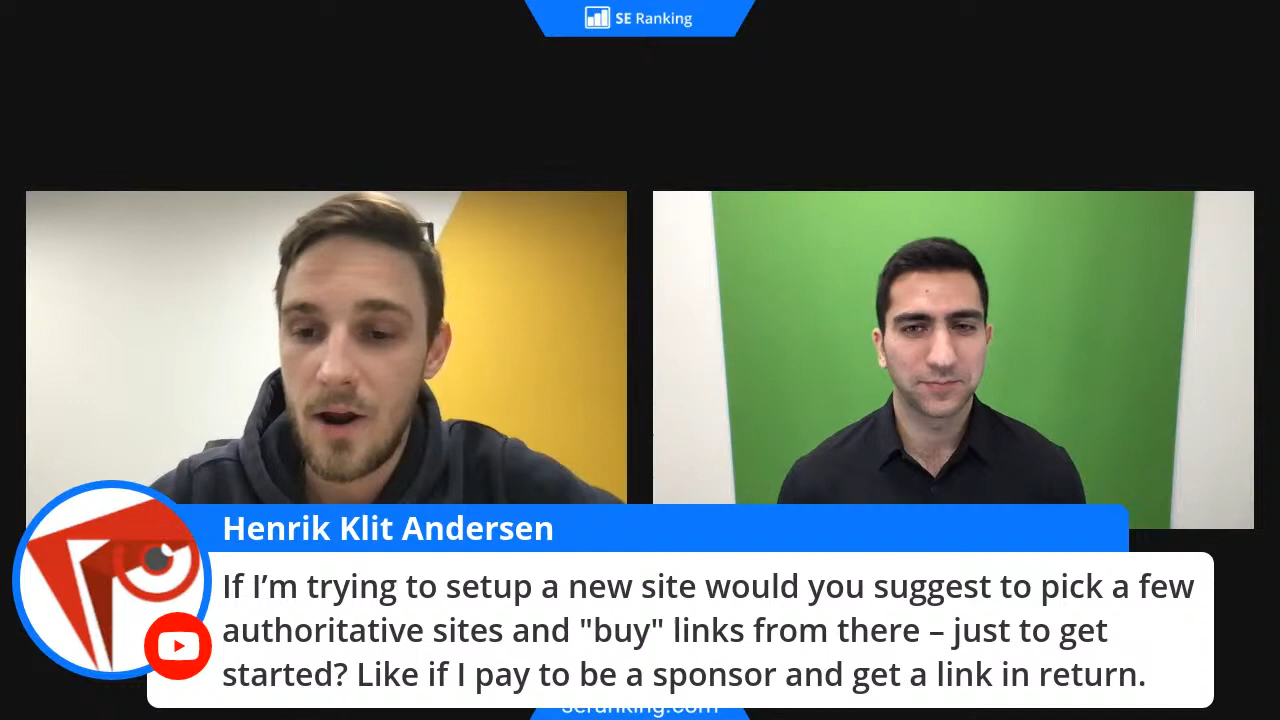 SE Ranking
Henrik Klit Andersen
If I’m trying to setup a new site would you suggest to pick a few
authoritative sites and "buy" links from there – just to get
started? Like if I pay to be a sponsor and get a link in return.
seranking.com